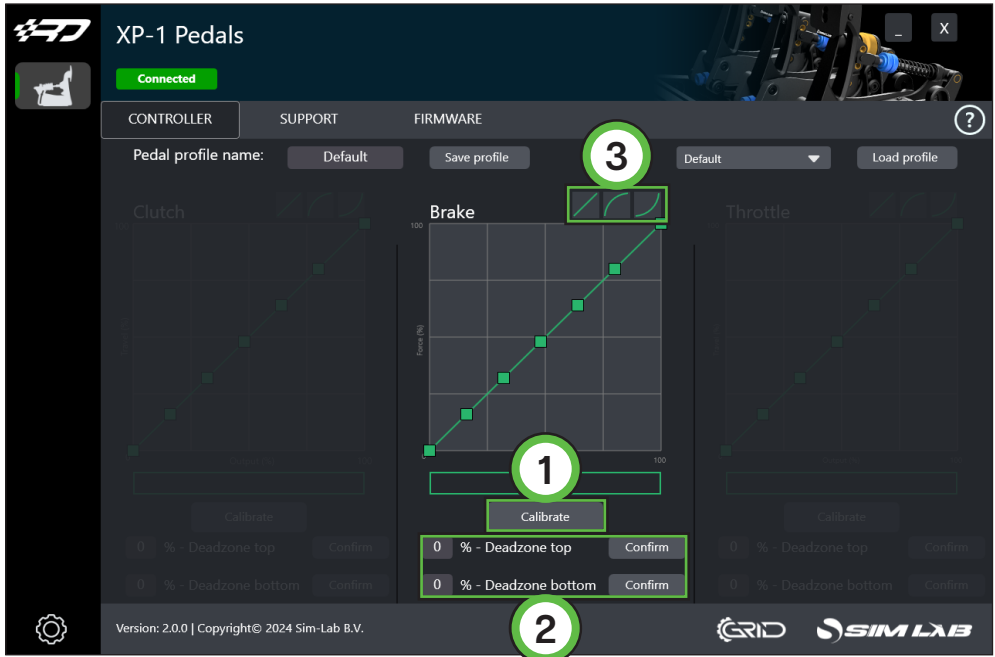 XP-1 Pedals
_ X
Connected
CONTROLLER SUPPORT FIRMWARE ?
Pedal profile name: Default Save profile 3 Default Load profile
Clutch Brake Throttle
100 100
Force (%)
0 100
1
Calibrate Calibrate Calibrate
0 % - Deadzone top Confirm 0 % - Deadzone top Confirm 0 % - Deadzone top Confirm
0 % - Deadzone bottom Confirm 0 % - Deadzone bottom Confirm 0 % - Deadzone bottom Confirm
Version: 2.0.0 | Copyright© 2024 Sim-Lab B.V. 2 GRID SIM LAB